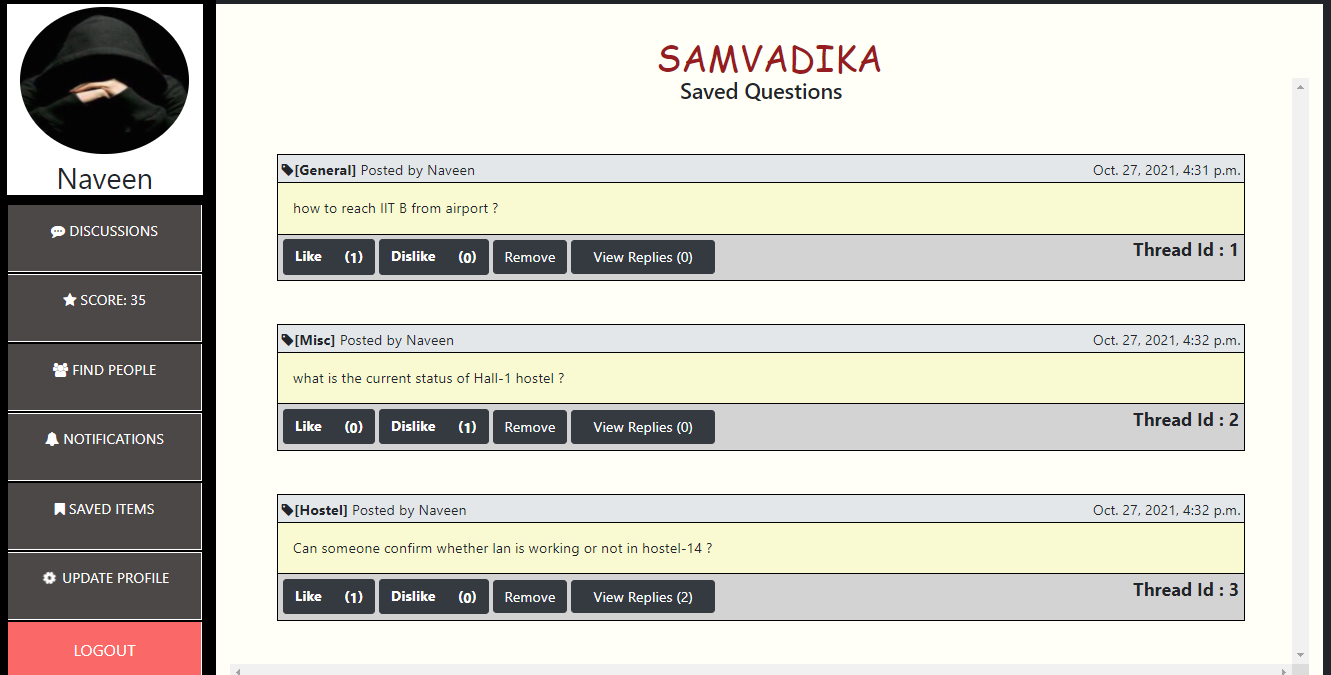 Naveen
DISCUSSIONS
SCORE: 35
FIND PEOPLE
NOTIFICATIONS
SAVED ITEMS
UPDATE PROFILE
LOGOUT
SAMVADIKA
Saved Questions
[General] Posted by Naveen Oct. 27, 2021, 4:31 p.m.
how to reach IIT B from airport ?
Like (1) Dislike (0) Remove View Replies (0) Thread Id : 1
[Misc] Posted by Naveen Oct. 27, 2021, 4:32 p.m.
what is the current status of Hall-1 hostel ?
Like (0) Dislike (1) Remove View Replies (0) Thread Id : 2
[Hostel] Posted by Naveen Oct. 27, 2021, 4:32 p.m.
Can someone confirm whether lan is working or not in hostel-14 ?
Like (1) Dislike (0) Remove View Replies (2) Thread Id : 3